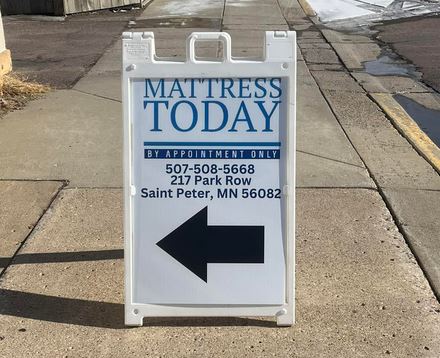 MATTRESS
TODAY
BY APPOINTMENT ONLY
507-508-5668
217 Park Row
Saint Peter, MN 56082